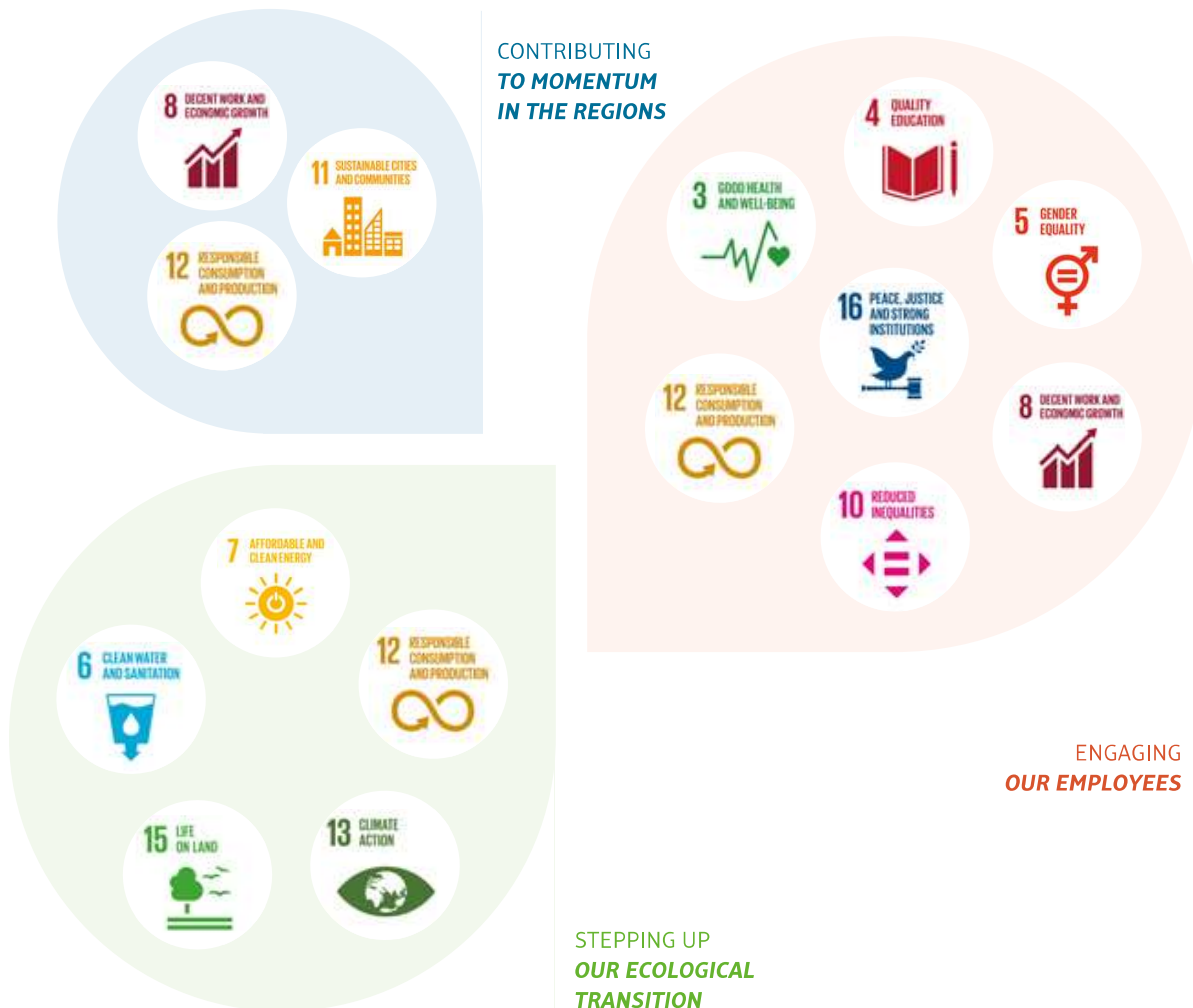 CONTRIBUTING
TO MOMENTUM
IN THE REGIONS
8 DECENT WORK AND
ECONOMIC GROWTH
11 SUSTAINABLE CITIES
AND COMMUNITIES
12 RESPONSIBLE
CONSUMPTION
AND PRODUCTION
4 QUALITY
EDUCATION
3 GOOD HEALTH
AND WELL-BEING
5 GENDER
EQUALITY
16 PEACE, JUSTICE
AND STRONG
INSTITUTIONS
12 RESPONSIBLE
CONSUMPTION
AND PRODUCTION
8 DECENT WORK AND
ECONOMIC GROWTH
10 REDUCED
INEQUALITIES
ENGAGING
OUR EMPLOYEES
7 AFFORDABLE AND
CLEAN ENERGY
6 CLEAN WATER
AND SANITATION
12 RESPONSIBLE
CONSUMPTION
AND PRODUCTION
15 LIFE
ON LAND
13 CLIMATE
ACTION
STEPPING UP
OUR ECOLOGICAL
TRANSITION